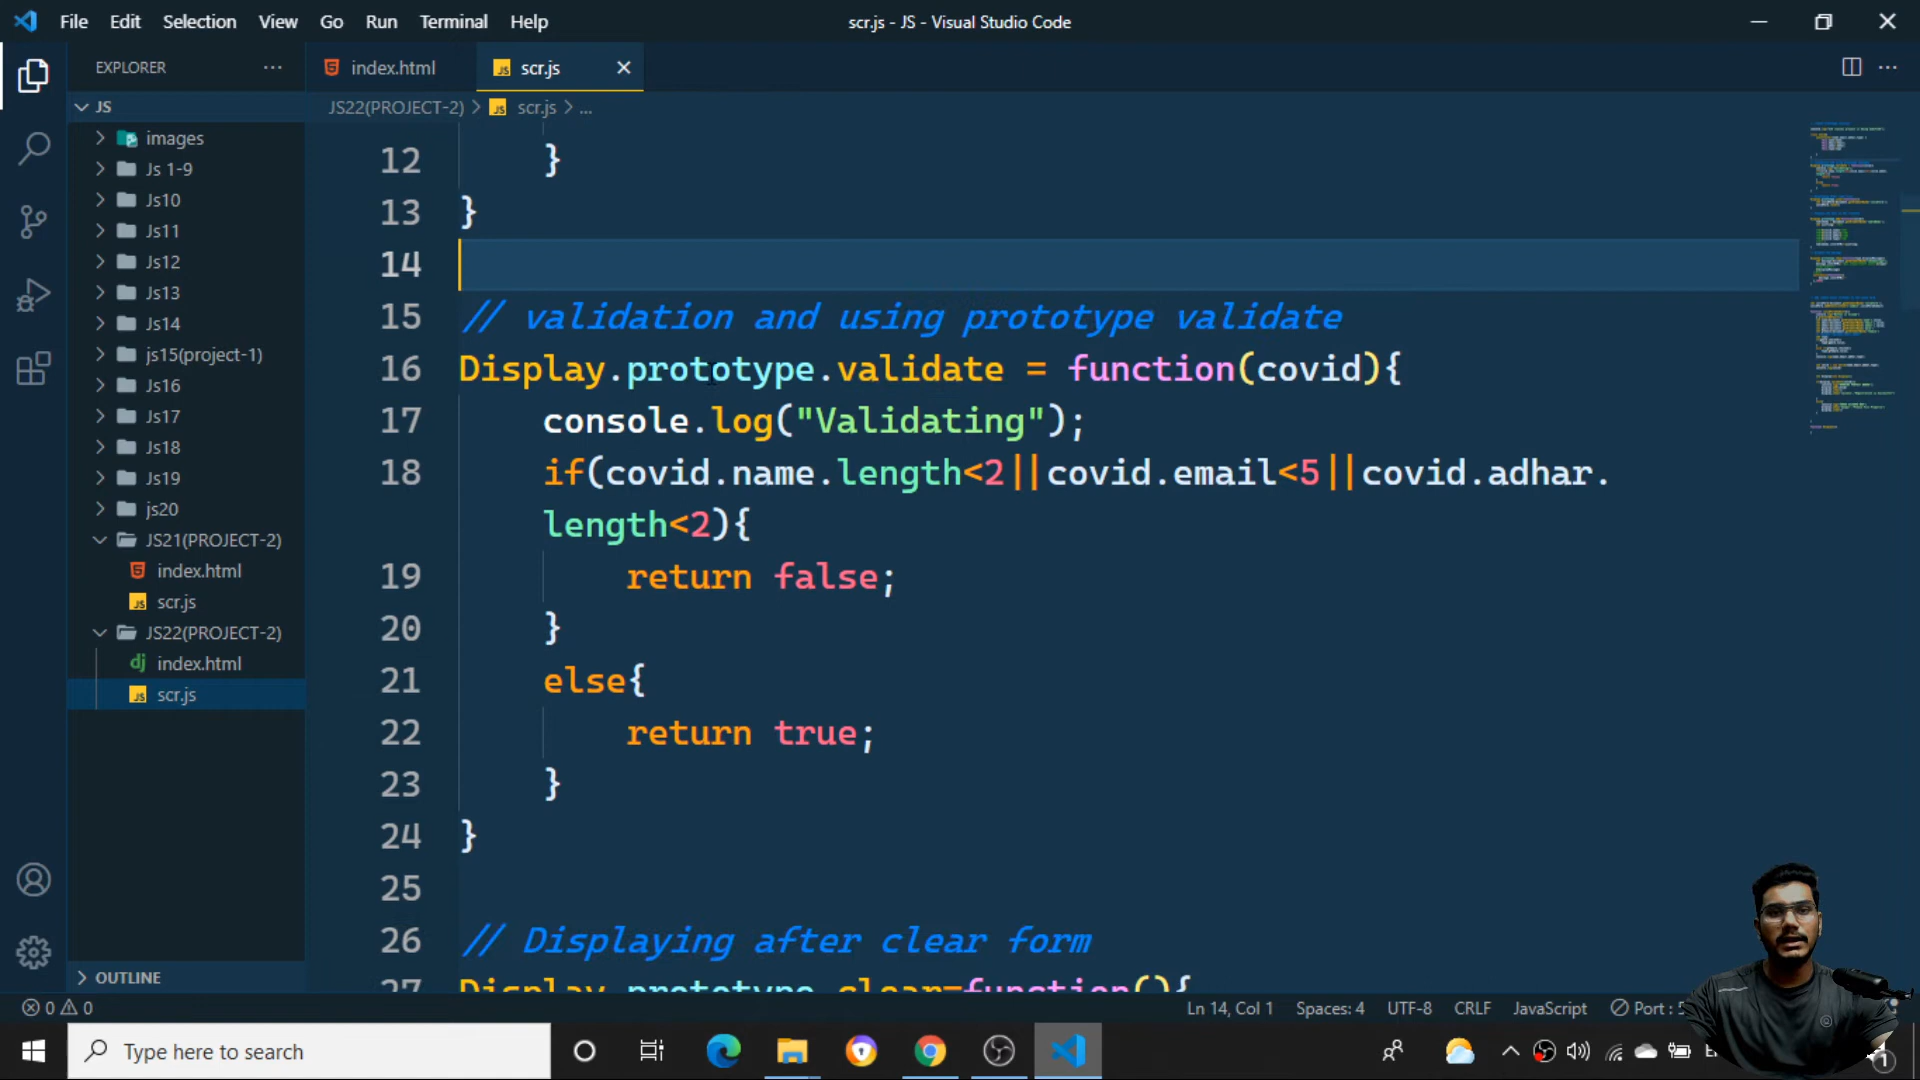 File Edit Selection View Go Run Terminal Help
scr.js - JS - Visual Studio Code
EXPLORER
index.html
scr.js
JS22(PROJECT-2) > scr.js > ...
JS
images
Js 1-9
Js10
Js11
Js12
Js13
Js14
js15(project-1)
Js16
Js17
Js18
Js19
js20
JS21(PROJECT-2)
index.html
scr.js
JS22(PROJECT-2)
index.html
scr.js
OUTLINE
12 }
13 }
14
15 // validation and using prototype validate
16 Display.prototype.validate = function(covid){
17 console.log("Validating");
18 if(covid.name.length<2||covid.email<5||covid.adhar.
length<2){
19 return false;
20 }
21 else{
22 return true;
23 }
24 }
25
26 // Displaying after clear form
27 Display.prototype.clear=function(){
0 0
Ln 14, Col 1 Spaces: 4 UTF-8 CRLF JavaScript Port :
Type here to search
1